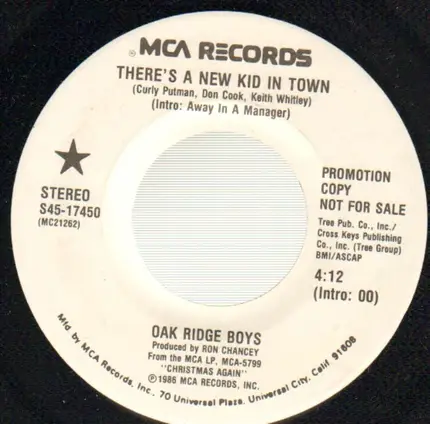 ® MCA RECORDS
THERE'S A NEW KID IN TOWN
(Curly Putman, Don Cook, Keith Whitley)
(Intro: Away In A Manager)
STEREO
S45-17450
(MC21262)
PROMOTION
COPY
NOT FOR SALE
Tree Pub. Co., Inc./
Cross Keys Publishing
Co., Inc. (Tree Group)
BMI/ASCAP
4:12
(Intro: 00)
OAK RIDGE BOYS
Produced by RON CHANCEY
From the MCA LP, MCA-5799
"CHRISTMAS AGAIN"
℗1986 MCA RECORDS, INC.
Mfd by MCA Records, Inc., 70 Universal Plaza, Universal City, Calif. 91608